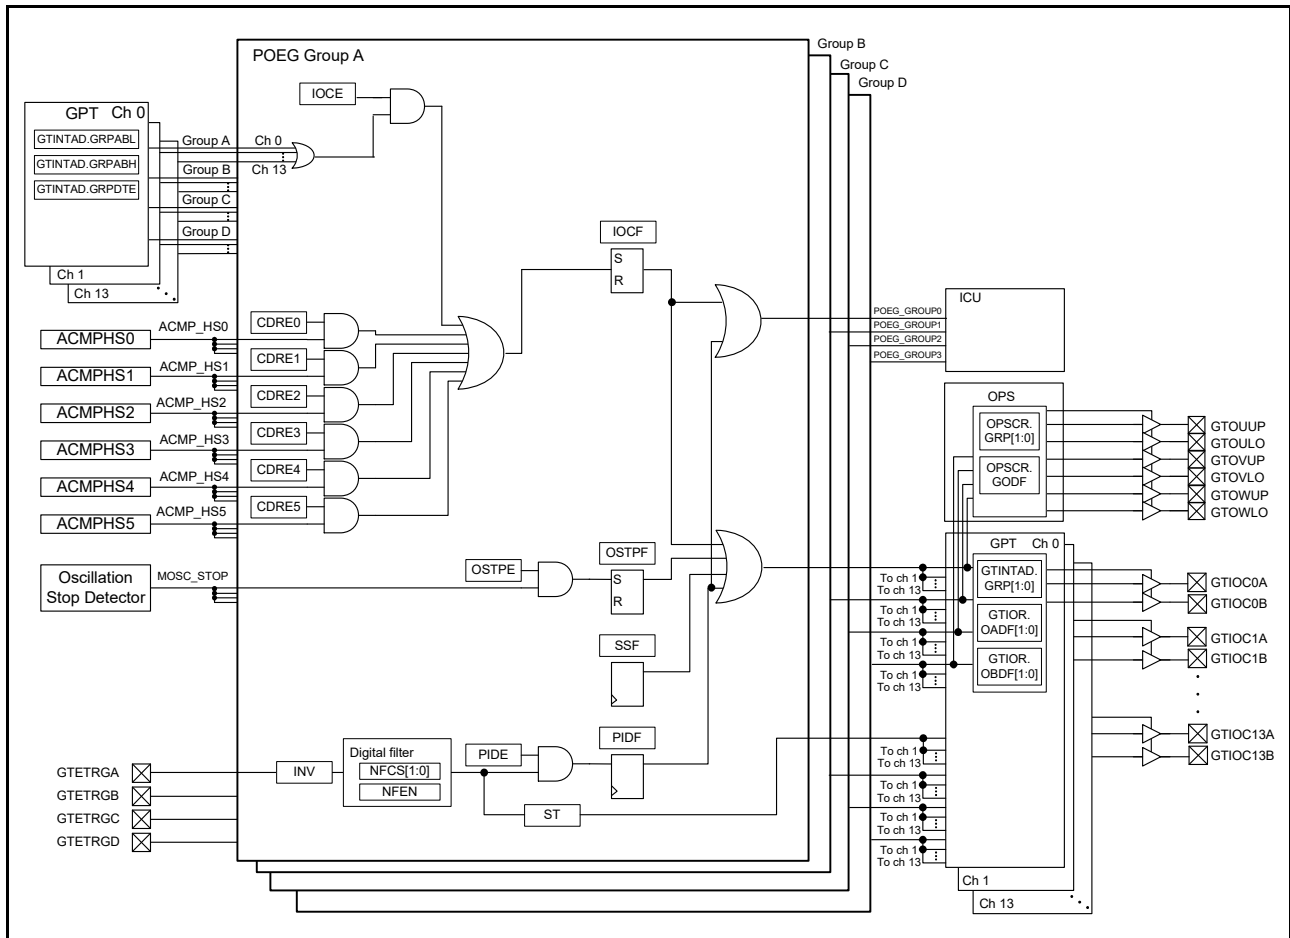 POEG Group A
Group B
Group C
Group D
GPT Ch 0
GTINTAD.GRPABL
GTINTAD.GRPABH
GTINTAD.GRPDTE
Ch 1
Ch 13
Group A
Group B
Group C
Group D
Ch 0
Ch 13
IOCE
IOCF
S
R
ACMPHS0
ACMP_HS0
CDRE0
ACMPHS1
ACMP_HS1
CDRE1
ACMPHS2
ACMP_HS2
CDRE2
ACMPHS3
ACMP_HS3
CDRE3
ACMPHS4
ACMP_HS4
CDRE4
ACMPHS5
ACMP_HS5
CDRE5
Oscillation
Stop Detector
MOSC_STOP
OSTPE
OSTPF
S
R
SSF
PIDF
PIDE
Digital filter
NFCS[1:0]
NFEN
INV
ST
GTETRGA
GTETRGB
GTETRGC
GTETRGD
POEG_GROUP0
POEG_GROUP1
POEG_GROUP2
POEG_GROUP3
ICU
OPS
OPSCR.
GRP[1:0]
OPSCR.
GODF
GTOUUP
GTOULO
GTOVUP
GTOVLO
GTOWUP
GTOWLO
GPT Ch 0
GTINTAD.
GRP[1:0]
GTIOR.
OADF[1:0]
GTIOR.
OBDF[1:0]
To ch 1
To ch 13
To ch 1
To ch 13
To ch 1
To ch 13
To ch 1
To ch 13
To ch 1
To ch 13
To ch 1
To ch 13
To ch 1
To ch 13
To ch 1
To ch 13
Ch 1
Ch 13
GTIOC0A
GTIOC0B
GTIOC1A
GTIOC1B
GTIOC13A
GTIOC13B